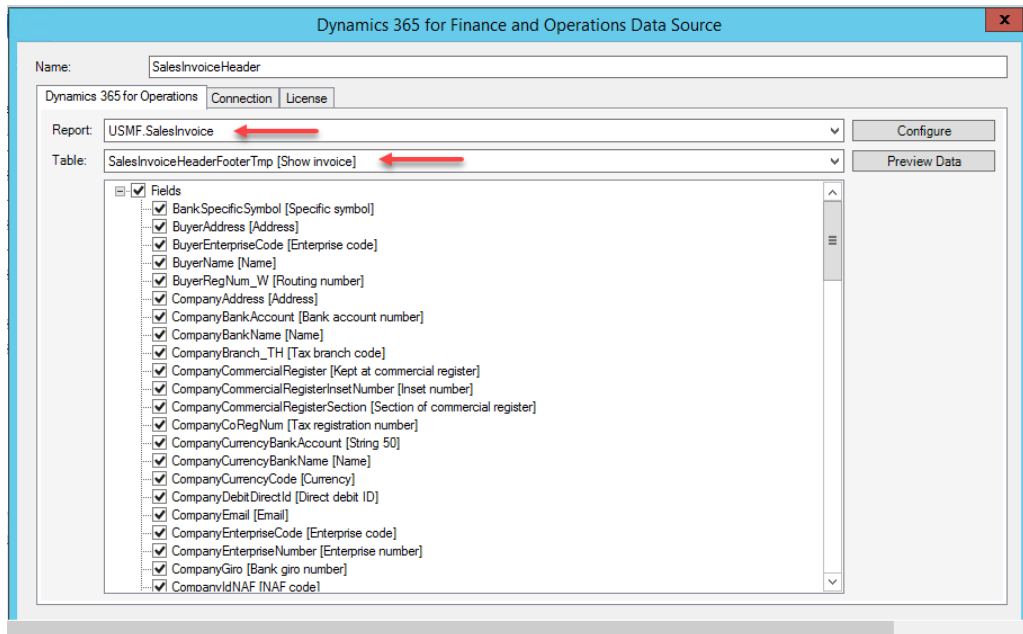 Dynamics 365 for Finance and Operations Data Source
x
Name: SalesInvoiceHeader
Dynamics 365 for Operations Connection License
Report: USMF.SalesInvoice Configure
Table: SalesInvoiceHeaderFooterTmp [Show invoice] Preview Data
Fields
BankSpecificSymbol [Specific symbol]
BuyerAddress [Address]
BuyerEnterpriseCode [Enterprise code]
BuyerName [Name]
BuyerRegNum_W [Routing number]
CompanyAddress [Address]
CompanyBankAccount [Bank account number]
CompanyBankName [Name]
CompanyBranch_TH [Tax branch code]
CompanyCommercialRegister [Kept at commercial register]
CompanyCommercialRegisterInsetNumber [Inset number]
CompanyCommercialRegisterSection [Section of commercial register]
CompanyCoRegNum [Tax registration number]
CompanyCurrencyBankAccount [String 50]
CompanyCurrencyBankName [Name]
CompanyCurrencyCode [Currency]
CompanyDebitDirectId [Direct debit ID]
CompanyEmail [Email]
CompanyEnterpriseCode [Enterprise code]
CompanyEnterpriseNumber [Enterprise number]
CompanyGiro [Bank giro number]
CompanyIdNAF [NAF code]